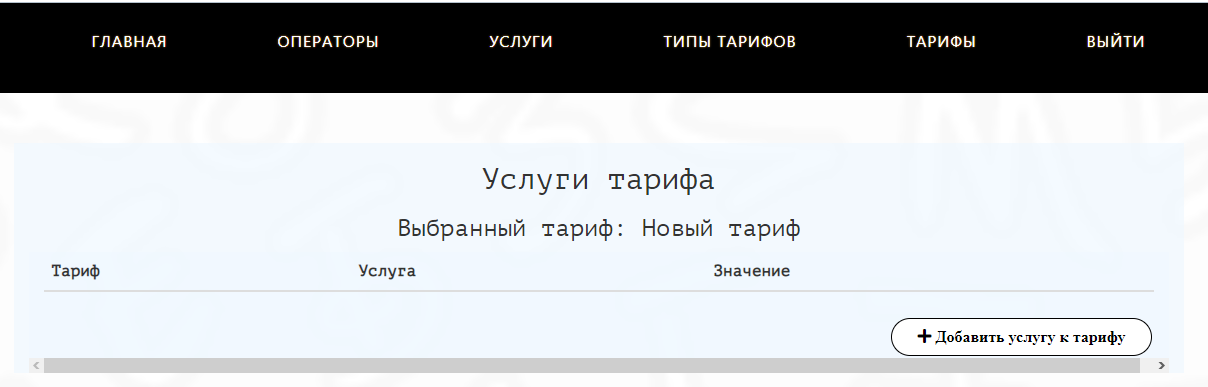 ГЛАВНАЯ ОПЕРАТОРЫ УСЛУГИ ТИПЫ ТАРИФОВ ТАРИФЫ ВЫЙТИ
Услуги тарифа
Выбранный тариф: Новый тариф
Тариф Услуга Значение
Добавить услугу к тарифу